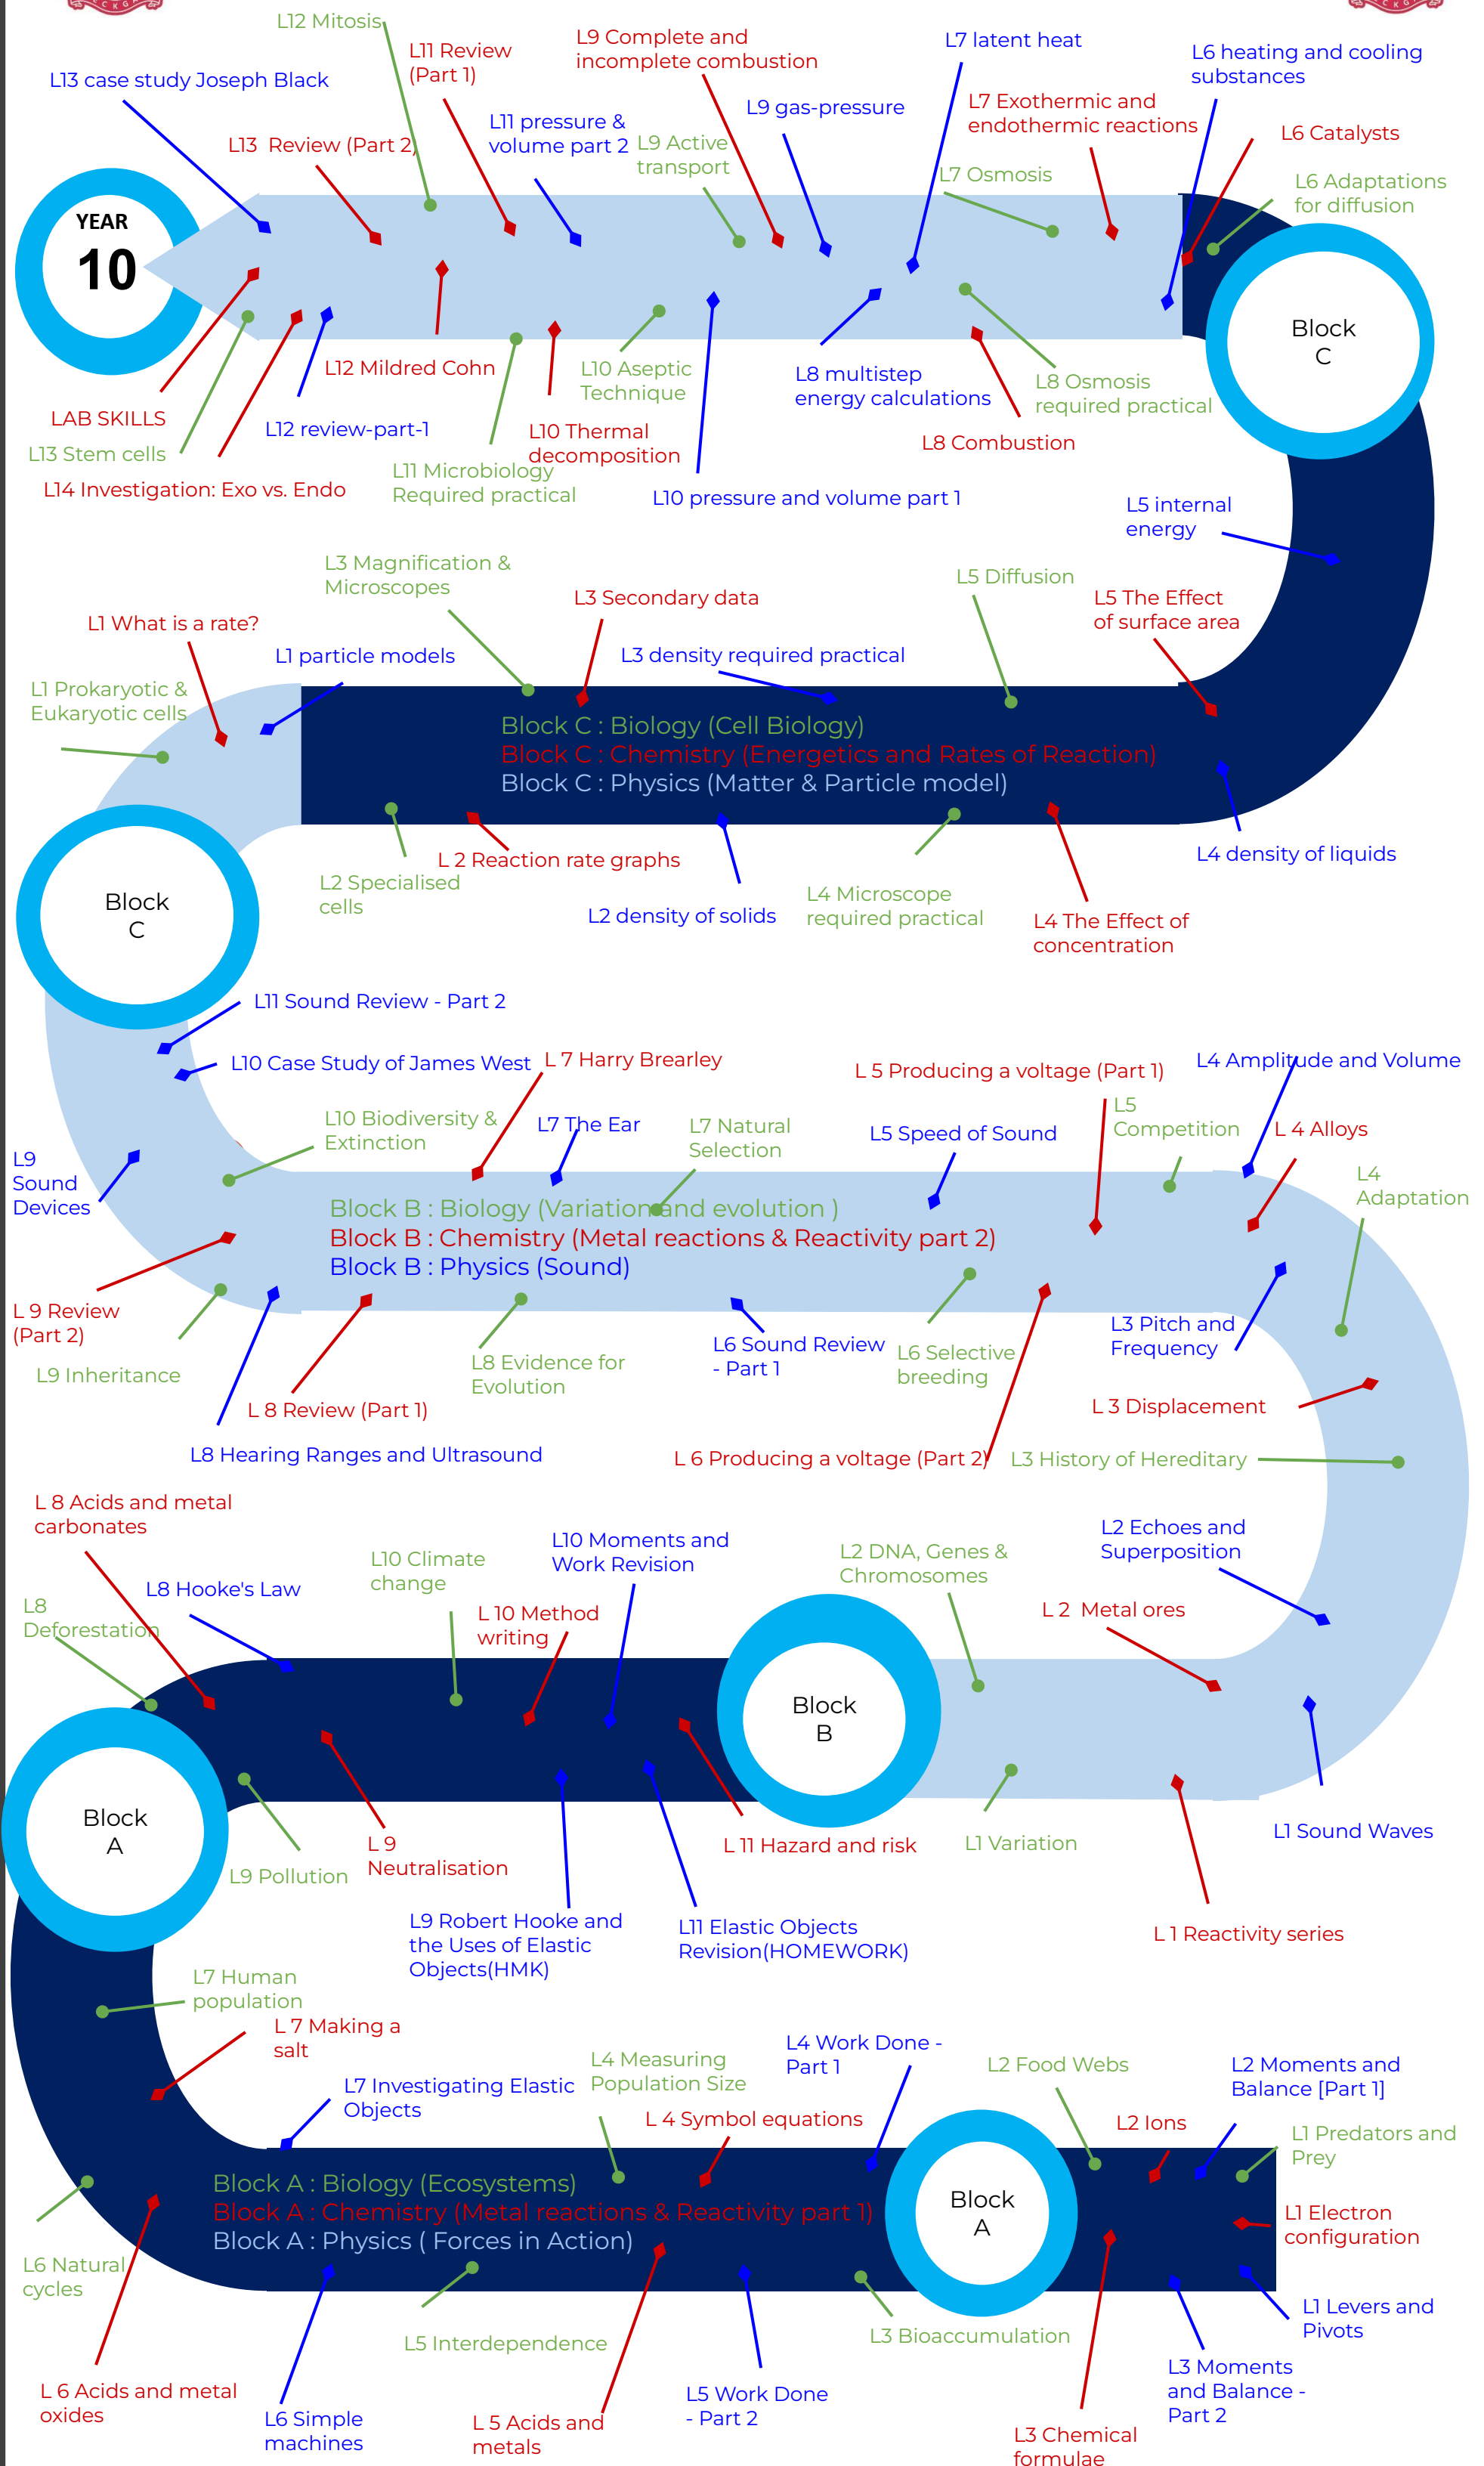 L12 Mitosis
L11 Review
(Part 1)
L9 Complete and
incomplete combustion
L7 latent heat
L6 heating and cooling
substances
L13 case study Joseph Black
L9 gas-pressure
L7 Exothermic and
endothermic reactions
L11 pressure &
volume part 2
L13  Review (Part 2)
L9 Active
transport
L6 Catalysts
L7 Osmosis
L6 Adaptations
for diffusion
YEAR
10
Block
C
L12 Mildred Cohn
L10 Aseptic
Technique
L8 multistep
energy calculations
L8 Osmosis
required practical
LAB SKILLS
L12 review-part-1
L10 Thermal
decomposition
L8 Combustion
L13 Stem cells
L11 Microbiology
Required practical
L14 Investigation: Exo vs. Endo
L10 pressure and volume part 1
L5 internal
energy
L3 Magnification &
Microscopes
L5 Diffusion
L3 Secondary data
L5 The Effect
of surface area
L1 What is a rate?
L1 particle models
L3 density required practical
L1 Prokaryotic &
Eukaryotic cells
Block C : Biology (Cell Biology)
Block C : Chemistry (Energetics and Rates of Reaction)
Block C : Physics (Matter & Particle model)
L 2 Reaction rate graphs
L4 density of liquids
L2 Specialised
cells
L4 Microscope
required practical
L2 density of solids
L4 The Effect of
concentration
Block
C
L11 Sound Review - Part 2
L10 Case Study of James West
L 7 Harry Brearley
L 5 Producing a voltage (Part 1)
L4 Amplitude and Volume
L10 Biodiversity &
Extinction
L7 The Ear
L7 Natural
Selection
L5 Speed of Sound
L5
Competition
L 4 Alloys
L9
Sound
Devices
L4
Adaptation
Block B : Biology (Variation and evolution )
Block B : Chemistry (Metal reactions & Reactivity part 2)
Block B : Physics (Sound)
L 9 Review
(Part 2)
L3 Pitch and
Frequency
L6 Sound Review
- Part 1
L6 Selective
breeding
L9 Inheritance
L8 Evidence for
Evolution
L 8 Review (Part 1)
L 3 Displacement
L8 Hearing Ranges and Ultrasound
L 6 Producing a voltage (Part 2)
L3 History of Hereditary
L 8 Acids and metal
carbonates
L10 Climate
change
L10 Moments and
Work Revision
L2 DNA, Genes &
Chromosomes
L2 Echoes and
Superposition
L8 Hooke's Law
L8
Deforestation
L 10 Method
writing
L 2  Metal ores
Block
B
Block
A
L9 Pollution
L 9
Neutralisation
L 11 Hazard and risk
L1 Variation
L1 Sound Waves
L9 Robert Hooke and
the Uses of Elastic
Objects(HMK)
L11 Elastic Objects
Revision(HOMEWORK)
L 1 Reactivity series
L7 Human
population
L 7 Making a
salt
L7 Investigating Elastic
Objects
L4 Measuring
Population Size
L4 Work Done -
Part 1
L2 Food Webs
L2 Moments and
Balance [Part 1]
L 4 Symbol equations
L2 Ions
L1 Predators and
Prey
Block A : Biology (Ecosystems)
Block A : Chemistry (Metal reactions & Reactivity part 1)
Block A : Physics ( Forces in Action)
Block
A
L1 Electron
configuration
L6 Natural
cycles
L5 Interdependence
L3 Bioaccumulation
L1 Levers and
Pivots
L 6 Acids and metal
oxides
L6 Simple
machines
L 5 Acids and
metals
L5 Work Done
- Part 2
L3 Moments
and Balance -
Part 2
L3 Chemical
formulae